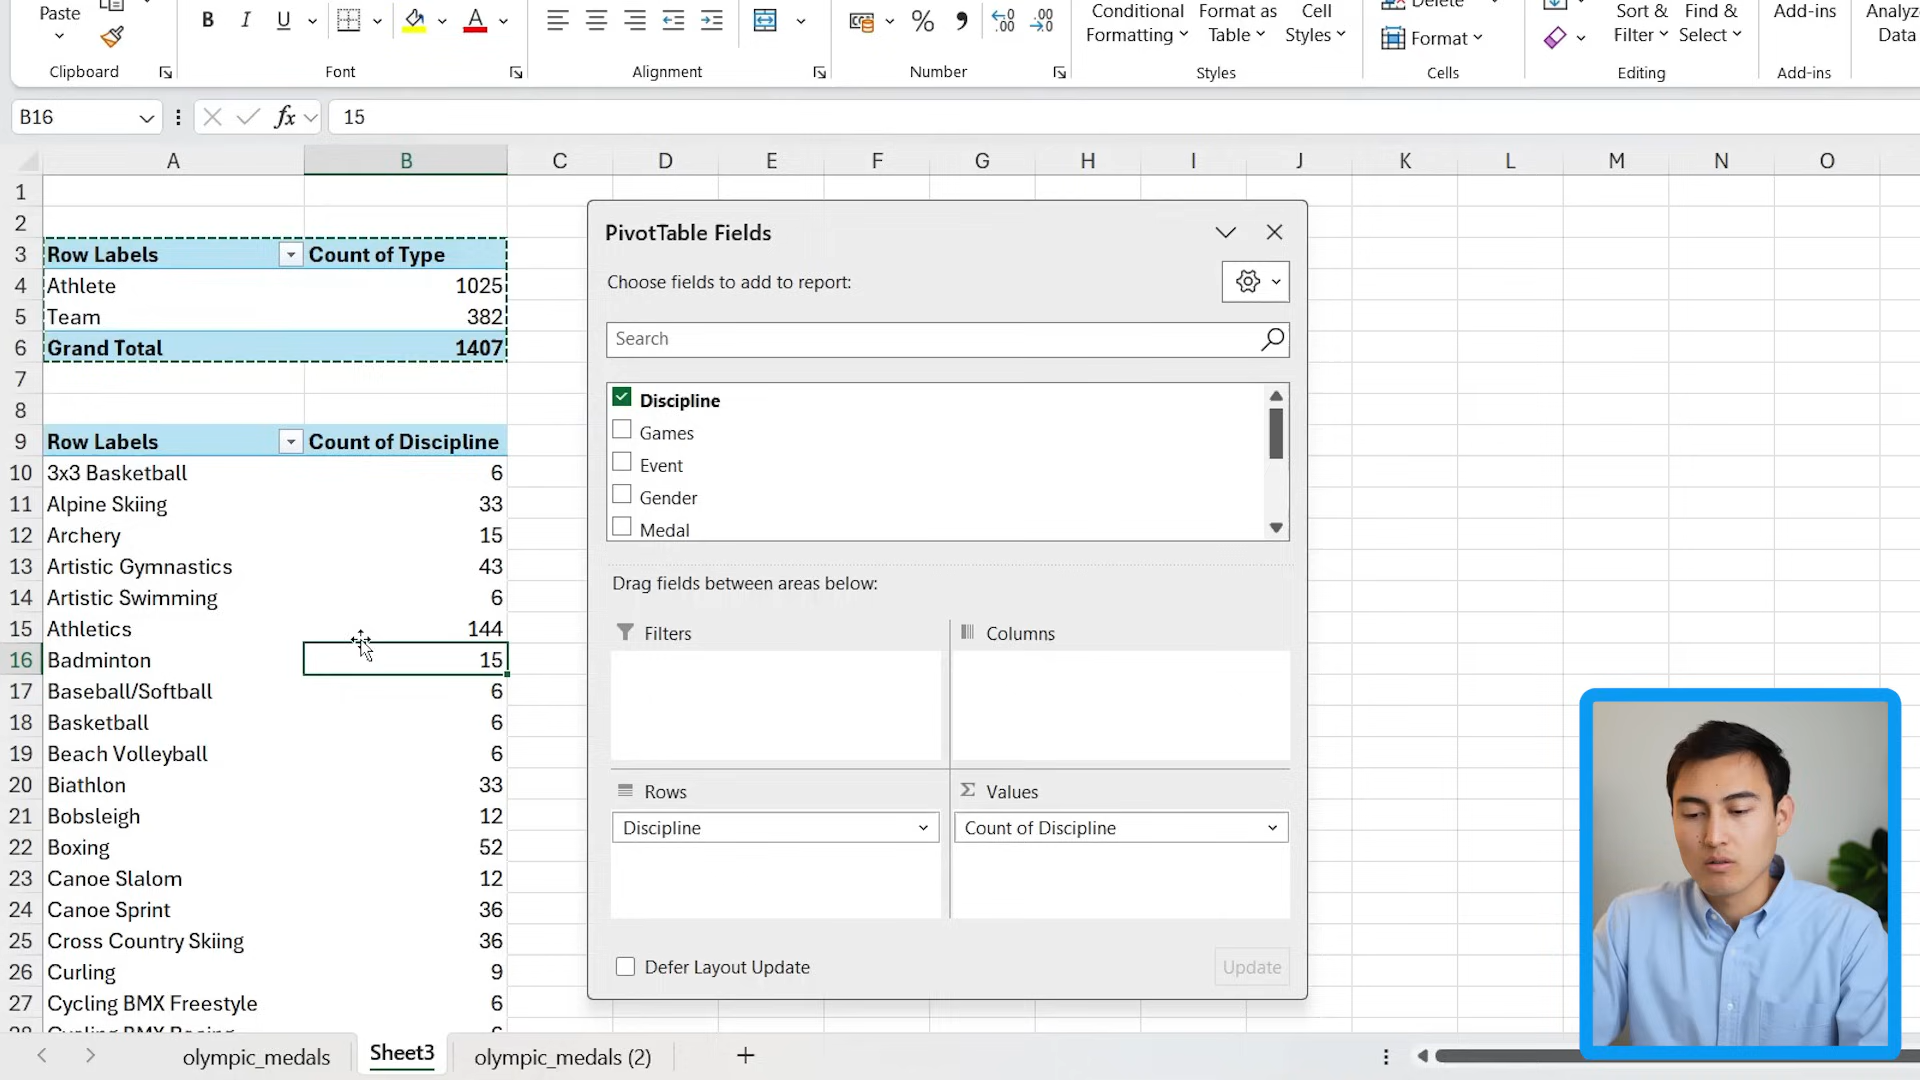 Paste
B I U
A
%
Conditional Formatting
Format as Table
Cell Styles
Delete
Format
Sort & Filter
Find & Select
Add-ins
Analyze Data
Clipboard
Font
Alignment
Number
Styles
Cells
Editing
Add-ins
B16
fx
15
A B C D E F G H I J K L M N O
1
2
3 Row Labels Count of Type
4 Athlete 1025
5 Team 382
6 Grand Total 1407
7
8
9 Row Labels Count of Discipline
10 3x3 Basketball 6
11 Alpine Skiing 33
12 Archery 15
13 Artistic Gymnastics 43
14 Artistic Swimming 6
15 Athletics 144
16 Badminton 15
17 Baseball/Softball 6
18 Basketball 6
19 Beach Volleyball 6
20 Biathlon 33
21 Bobsleigh 12
22 Boxing 52
23 Canoe Slalom 12
24 Canoe Sprint 36
25 Cross Country Skiing 36
26 Curling 9
27 Cycling BMX Freestyle 6
28 Cycling BMX Racing 6
PivotTable Fields
Choose fields to add to report:
Search
Discipline
Games
Event
Gender
Medal
Drag fields between areas below:
Filters
Columns
Rows
Discipline
Values
Count of Discipline
Defer Layout Update
Update
olympic_medals
Sheet3
olympic_medals (2)